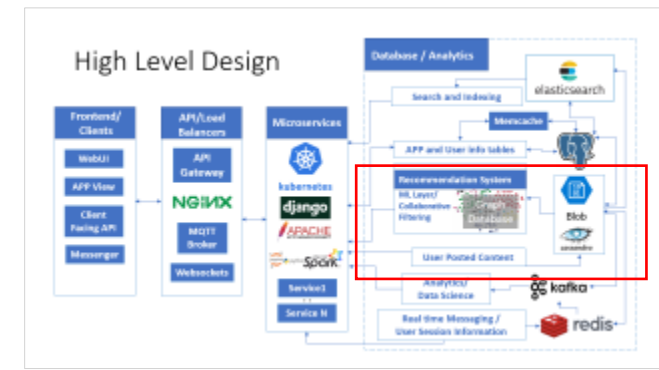 High Level Design
Frontend/
Clients
WebUI
APP View
Client
Facing API
Messenger
API/Load
Balancers
API
Gateway
NGINX
MQTT
Broker
Websockets
Microservices
kubernetes
django
APACHE
Spark
Service1
Service N
Database / Analytics
elasticsearch
Search and Indexing
Memcache
APP and User info tables
Recommendation System
ML Layer/
Collaborative
Filtering
Graph
Database
Blob
cassandra
User Posted Content
Analytics/
Data Science
kafka
Real time Messaging /
User Session Information
redis